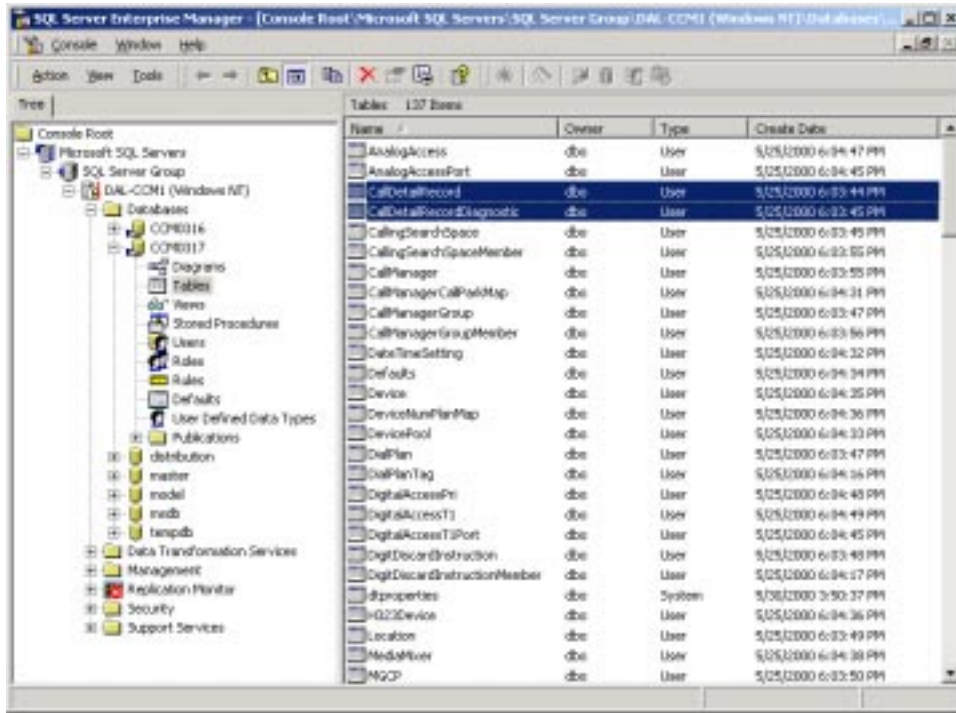 SQL Server Enterprise Manager - [Console Root\Microsoft SQL Servers\SQL Server Group\DAL-CCM1 (Windows NT)\Databases\...
Console Window Help
Action View Tools
Tree
Tables 137 Items
Console Root
Microsoft SQL Servers
SQL Server Group
DAL-CCM1 (Windows NT)
Databases
CCM0316
CCM0317
Diagrams
Tables
Views
Stored Procedures
Users
Roles
Rules
Defaults
User Defined Data Types
Publications
distribution
master
model
msdb
tempdb
Data Transformation Services
Management
Replication Monitor
Security
Support Services
Name Owner Type Create Date
AnalogAccess dbo User 5/25/2000 6:04:47 PM
AnalogAccessPort dbo User 5/25/2000 6:04:45 PM
CallDetailRecord dbo User 5/25/2000 6:03:44 PM
CallDetailRecordDiagnostic dbo User 5/25/2000 6:03:45 PM
CallingSearchSpace dbo User 5/25/2000 6:03:45 PM
CallingSearchSpaceMember dbo User 5/25/2000 6:03:55 PM
CallManager dbo User 5/25/2000 6:03:55 PM
CallManagerCallParkMap dbo User 5/25/2000 6:04:31 PM
CallManagerGroup dbo User 5/25/2000 6:03:47 PM
CallManagerGroupMember dbo User 5/25/2000 6:03:56 PM
DateTimeSetting dbo User 5/25/2000 6:04:32 PM
Defaults dbo User 5/25/2000 6:04:34 PM
Device dbo User 5/25/2000 6:04:35 PM
DeviceNumPlanMap dbo User 5/25/2000 6:04:36 PM
DevicePool dbo User 5/25/2000 6:04:33 PM
DialPlan dbo User 5/25/2000 6:03:47 PM
DialPlanTag dbo User 5/25/2000 6:04:16 PM
DigitalAccessPri dbo User 5/25/2000 6:04:48 PM
DigitalAccessT1 dbo User 5/25/2000 6:04:49 PM
DigitalAccessT1Port dbo User 5/25/2000 6:04:45 PM
DigitDiscardInstruction dbo User 5/25/2000 6:03:48 PM
DigitDiscardInstructionMember dbo User 5/25/2000 6:04:17 PM
dtproperties dbo System 5/30/2000 3:50:37 PM
H323Device dbo User 5/25/2000 6:04:36 PM
Location dbo User 5/25/2000 6:03:49 PM
MediaMixer dbo User 5/25/2000 6:04:38 PM
MGCP dbo User 5/25/2000 6:03:50 PM